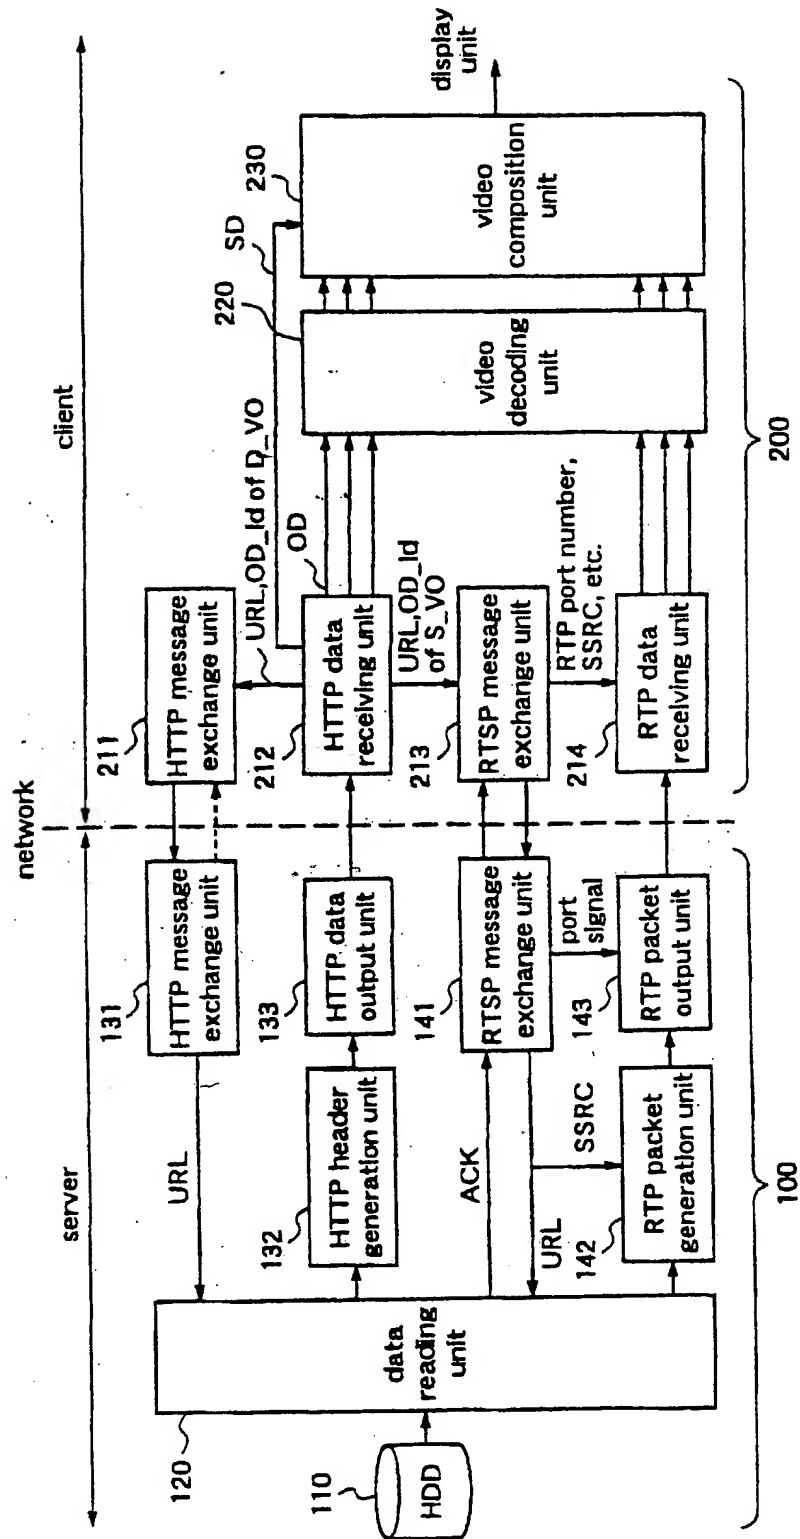 network
server
client
110
HDD
120
data
reading
unit
URL
131
HTTP message
exchange unit
211
HTTP message
exchange unit
URL,OD_Id of D_VO
132
HTTP header
generation unit
133
HTTP data
output unit
212
HTTP data
receiving unit
OD
SD
URL,OD_Id
of S_VO
ACK
URL
141
RTSP message
exchange unit
213
RTSP message
exchange unit
SSRC
port
signal
RTP port number,
SSRC, etc.
142
RTP packet
generation unit
143
RTP packet
output unit
214
RTP data
receiving unit
220
video
decoding
unit
230
video
composition
unit
display
unit
100
200